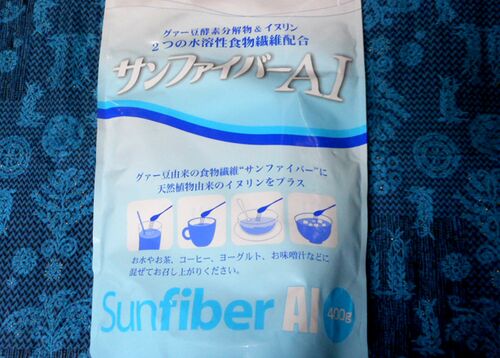 グァー豆酵素分解物&イヌリン
2つの水溶性食物繊維配合
サンファイバーAI
グァー豆由来の食物繊維“サンファイバー”に
天然植物由来のイヌリンをプラス
お水やお茶、コーヒー、ヨーグルト、お味噌汁などに
混ぜてお召し上がりください。
Sunfiber AI 400g